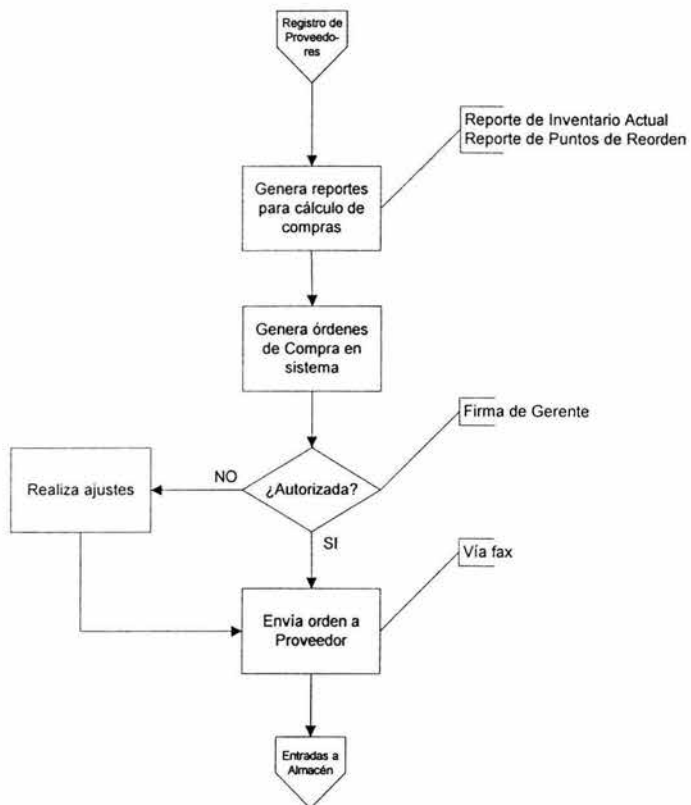 Registro de
Proveedo-
res
Reporte de Inventario Actual
Reporte de Puntos de Reorden
Genera reportes
para cálculo de
compras
Genera órdenes
de Compra en
sistema
Firma de Gerente
NO
¿Autorizada?
Realiza ajustes
SI
Vía fax
Envía orden a
Proveedor
Entradas a
Almacén